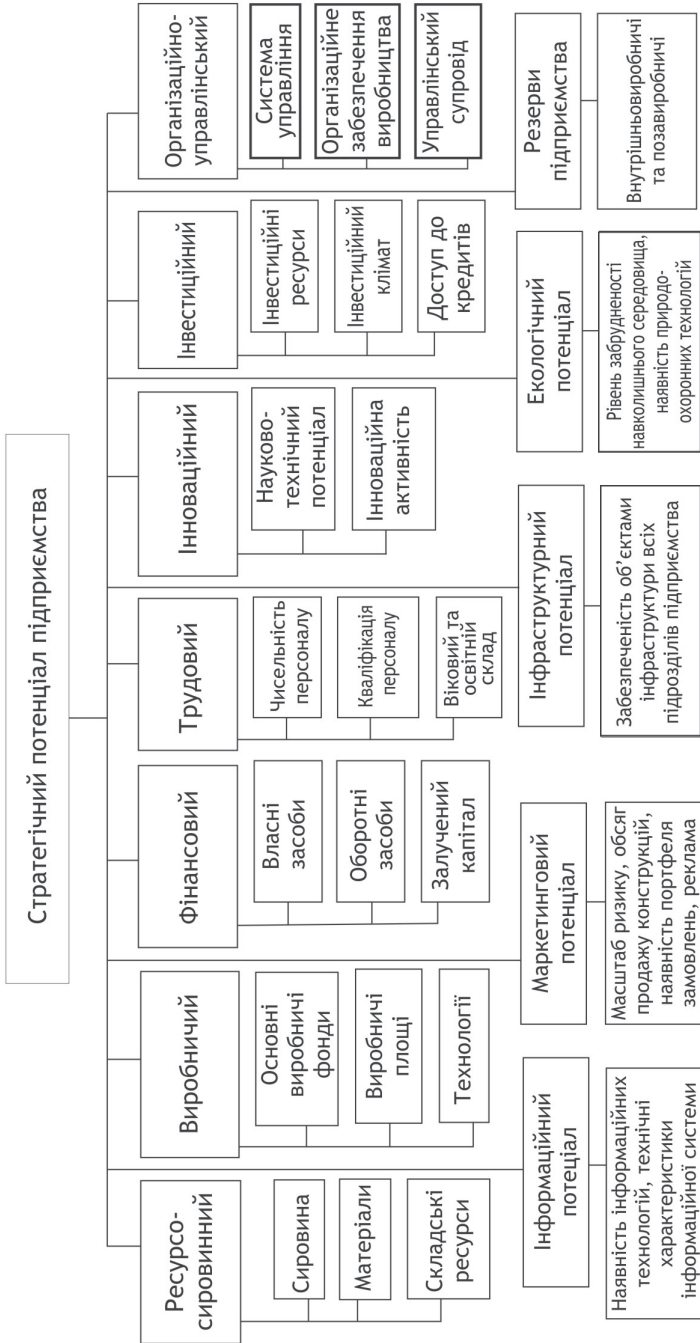 Стратегічний потенціал підприємства
Ресурсо-
сировинний
Сировина
Матеріали
Складські
ресурси
Виробничий
Основні
виробничі
фонди
Виробничі
площі
Технології
Фінансовий
Власні
засоби
Оборотні
засоби
Залучений
капітал
Трудовий
Чисельність
персоналу
Кваліфікація
персоналу
Віковий та
освітній
склад
Інноваційний
Науково-
технічний
потенціал
Інноваційна
активність
Інвестиційний
Інвестиційні
ресурси
Інвестиційний
клімат
Доступ до
кредитів
Організаційно-
управлінський
Система
управління
Організаційне
забезпечення
виробництва
Управлінський
супровід
Інформаційний
потеціал
Наявність інформаційних
технологій, технічні
характеристики
інформаційної системи
Маркетинговий
потенціал
Масштаб ризику, обсяг
продажу конструкцій,
наявність портфеля
замовлень, реклама
Інфраструктурний
потенціал
Забезпеченість об’єктами
інфраструктури всіх
підрозділів підприємства
Екологічний
потенціал
Рівень забрудненості
навколишнього середовища,
наявність природо-
охоронних технологій
Резерви
підприємства
Внутрішньовиробничі
та позавиробничі